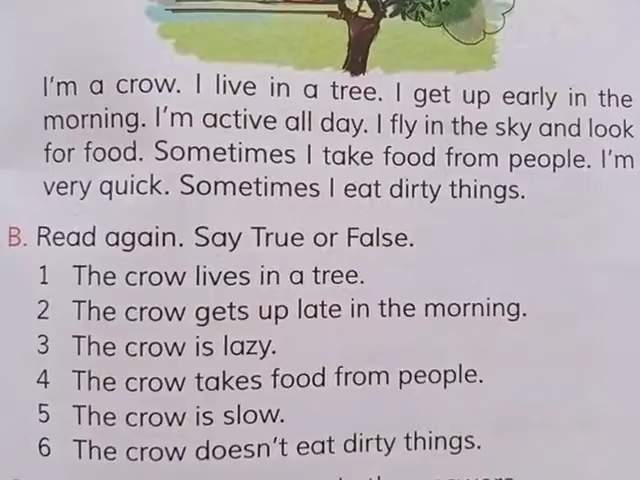 I'm a crow. I live in a tree. I get up early in the
morning. I'm active all day. I fly in the sky and look
for food. Sometimes I take food from people. I'm
very quick. Sometimes I eat dirty things.
B. Read again. Say True or False.
1 The crow lives in a tree.
2 The crow gets up late in the morning.
3 The crow is lazy.
4 The crow takes food from people.
5 The crow is slow.
6 The crow doesn't eat dirty things.